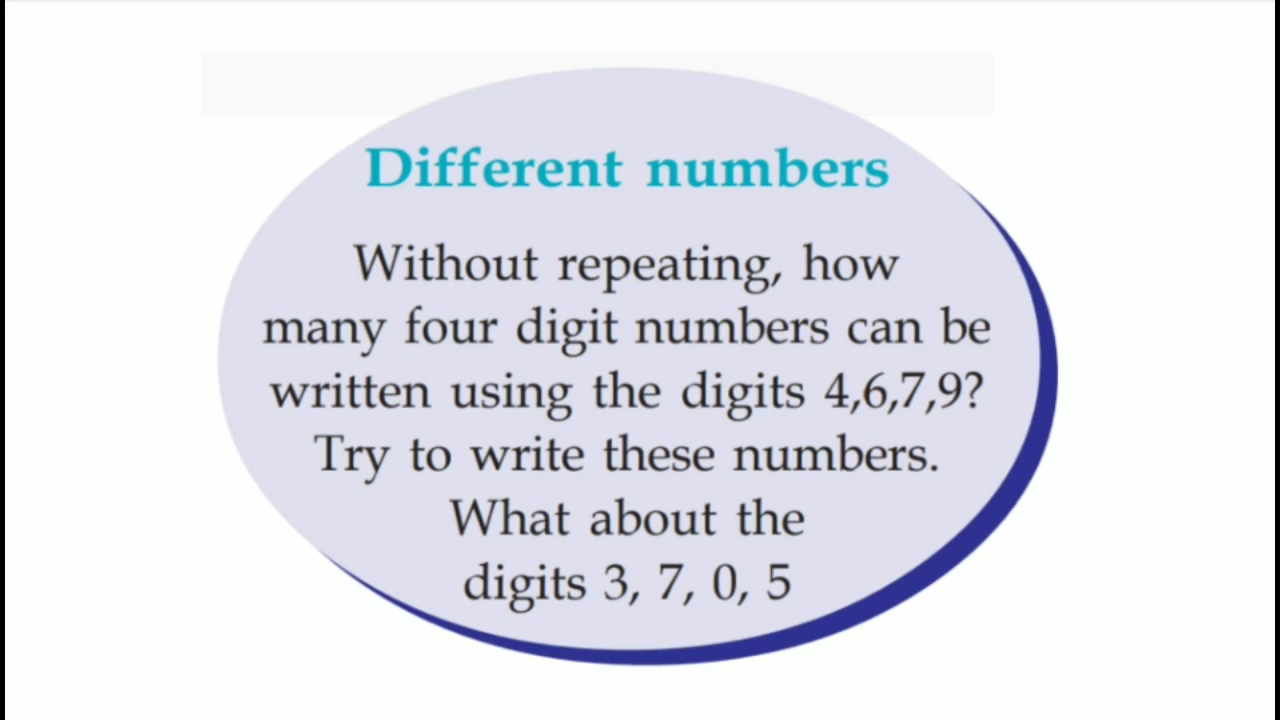 Different numbers
Without repeating, how
many four digit numbers can be
written using the digits 4,6,7,9?
Try to write these numbers.
What about the
digits 3, 7, 0, 5